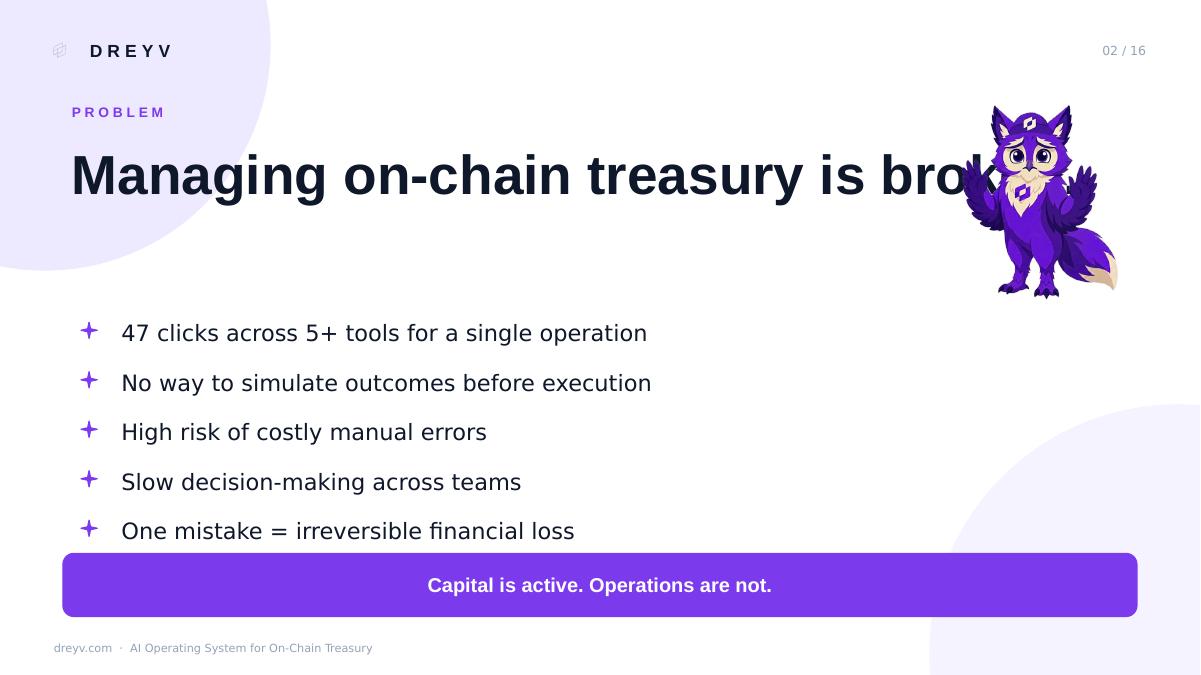 DREYV
02 / 16
PROBLEM
Managing on-chain treasury is
47 clicks across 5+ tools for a single operation
No way to simulate outcomes before execution
High risk of costly manual errors
Slow decision-making across teams
One mistake = irreversible financial loss
Capital is active. Operations are not.
dreyv.com · AI Operating System for On-Chain Treasury